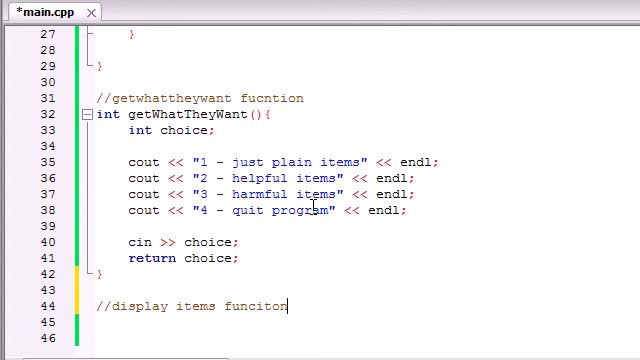 *main.cpp
27 }
28
29 }
30
31 //getwhattheywant fucntion
32 int getWhatTheyWant(){
33 int choice;
34
35 cout << "1 - just plain items" << endl;
36 cout << "2 - helpful items" << endl;
37 cout << "3 - harmful items" << endl;
38 cout << "4 - quit program" << endl;
39
40 cin >> choice;
41 return choice;
42 }
43
44 //display items funciton
45
46